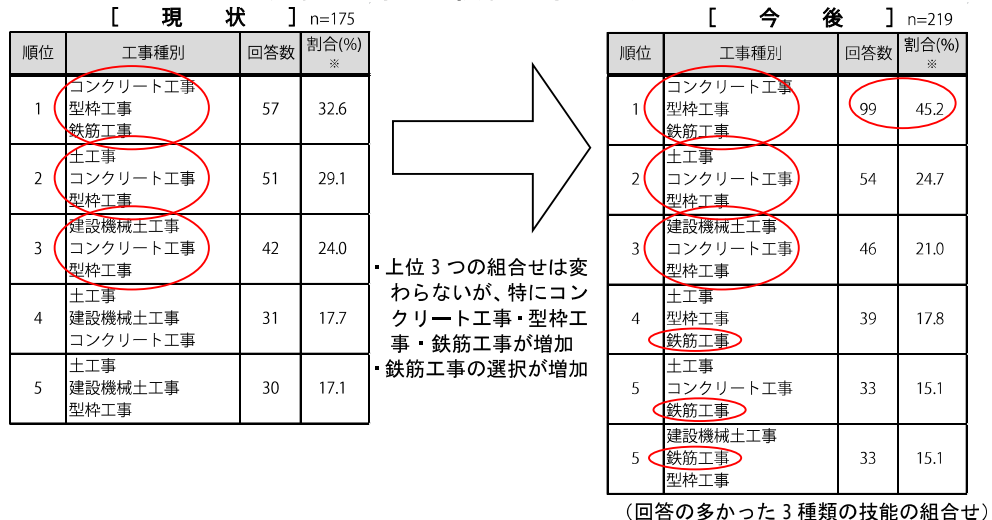 [ 現 状 ] n=175
順位 工事種別 回答数 割合(%)
※
コンクリート工事
1 型枠工事 57 32.6
鉄筋工事
土工事
2 コンクリート工事 51 29.1
型枠工事
建設機械土工事
3 コンクリート工事 42 24.0
型枠工事
土工事
4 建設機械土工事 31 17.7
コンクリート工事
土工事
5 建設機械土工事 30 17.1
型枠工事
・上位3つの組合せは変
わらないが、特にコン
クリート工事・型枠工
事・鉄筋工事が増加
・鉄筋工事の選択が増加
[ 今 後 ] n=219
順位 工事種別 回答数 割合(%)
※
コンクリート工事
1 型枠工事 99 45.2
鉄筋工事
土工事
2 コンクリート工事 54 24.7
型枠工事
建設機械土工事
3 コンクリート工事 46 21.0
型枠工事
土工事
4 型枠工事 39 17.8
鉄筋工事
土工事
5 コンクリート工事 33 15.1
鉄筋工事
建設機械土工事
5 鉄筋工事 33 15.1
型枠工事
(回答の多かった3種類の技能の組合せ)